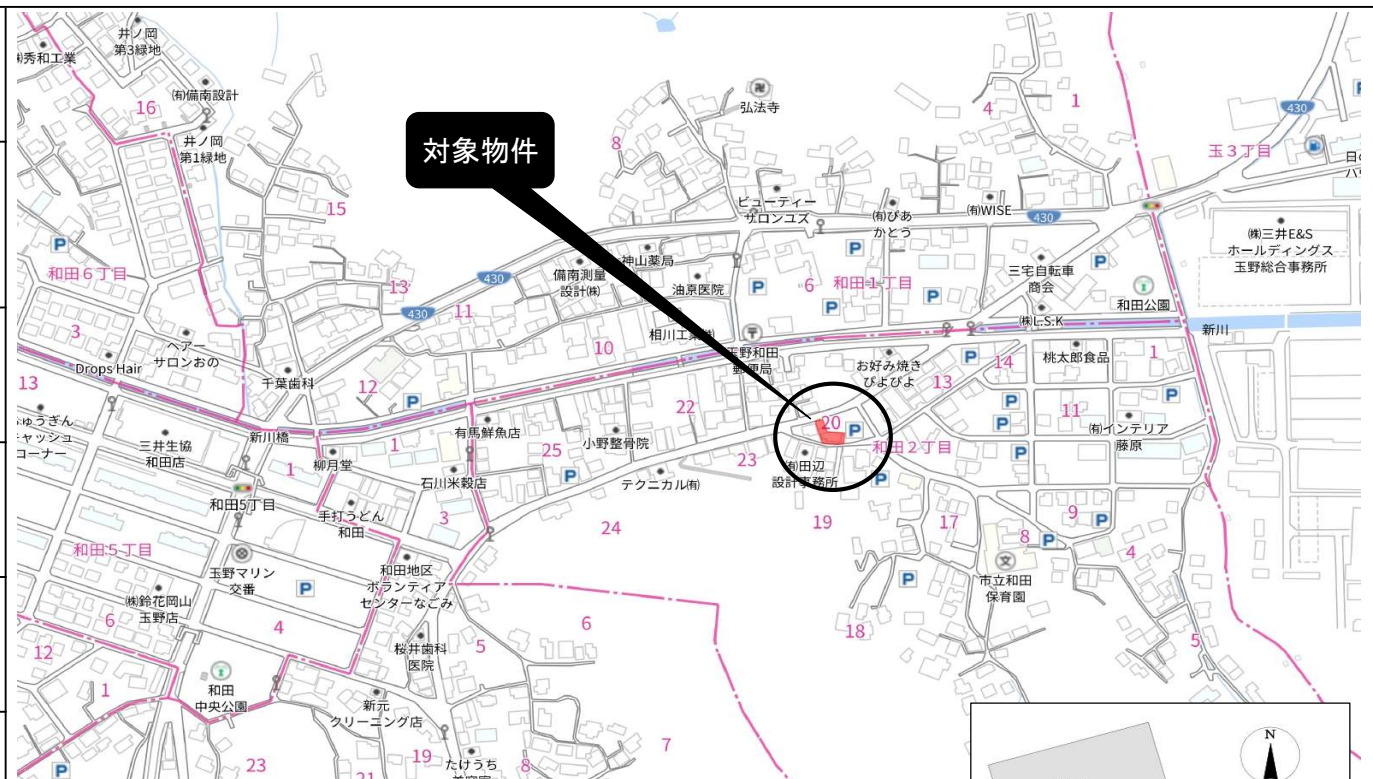 井ノ岡
第3緑地
㈱秀和工業
㈲備南設計
16
井ノ岡
第1緑地
15
対象物件
8
弘法寺
4
1
430
玉3丁目
P
ビューティー
サロンユズ
㈲ぴあ
かとう
㈲WISE
430
㈱三井E&S
ホールディングス
玉野総合事務所
P
和田6丁目
13
430
430
11
備南測量
設計㈱
神山薬局
油原医院
P
P
6
和田1丁目
P
三宅自転車
商会
P
和田公園
新川
3
ヘアー
サロンおの
Drops Hair
13
千葉歯科
12
P
10
玉野和田
郵便局
㈱L.S.K
お好み焼き
ぴよぴよ
P
14
13
桃太郎食品
1
P
P
P
11
㈲インテリア
藤原
キャッシュ
コーナー
三井生協
和田店
新川橋
1
1
柳月堂
有馬鮮魚店
25
P
小野整骨院
22
20
P
和田2丁目
23
㈲田辺
設計事務所
P
テクニカル㈲
石川米穀店
3
和田5丁目
手打うどん
和田
24
19
17
8
P
9
P
4
和田5丁目
玉野マリン
交番
P
和田地区
ボランティア
センターなごみ
市立和田
保育園
P
18
5
㈱鈴花岡山
玉野店
6
4
12
1
桜井歯科
医院
5
6
和田
中央公園
新元
クリーニング店
7
N
P
23
21
19
たけうち
8